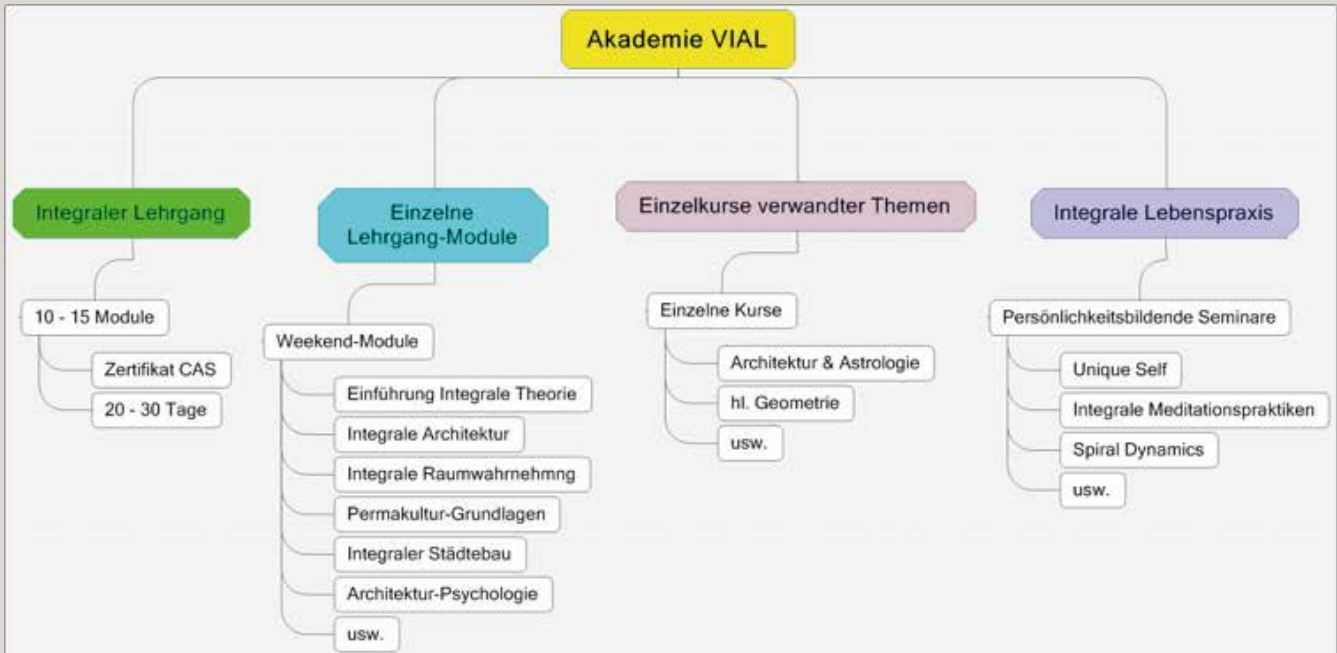 Akademie VIAL
Integraler Lehrgang
10 - 15 Module
Zertifikat CAS
20 - 30 Tage
Einzelne
Lehrgang-Module
Weekend-Module
Einführung Integrale Theorie
Integrale Architektur
Integrale Raumwahrnehmng
Permakultur-Grundlagen
Integraler Städtebau
Architektur-Psychologie
usw.
Einzelkurse verwandter Themen
Einzelne Kurse
Architektur & Astrologie
hl. Geometrie
usw.
Integrale Lebenspraxis
Persönlichkeitsbildende Seminare
Unique Self
Integrale Meditationspraktiken
Spiral Dynamics
usw.